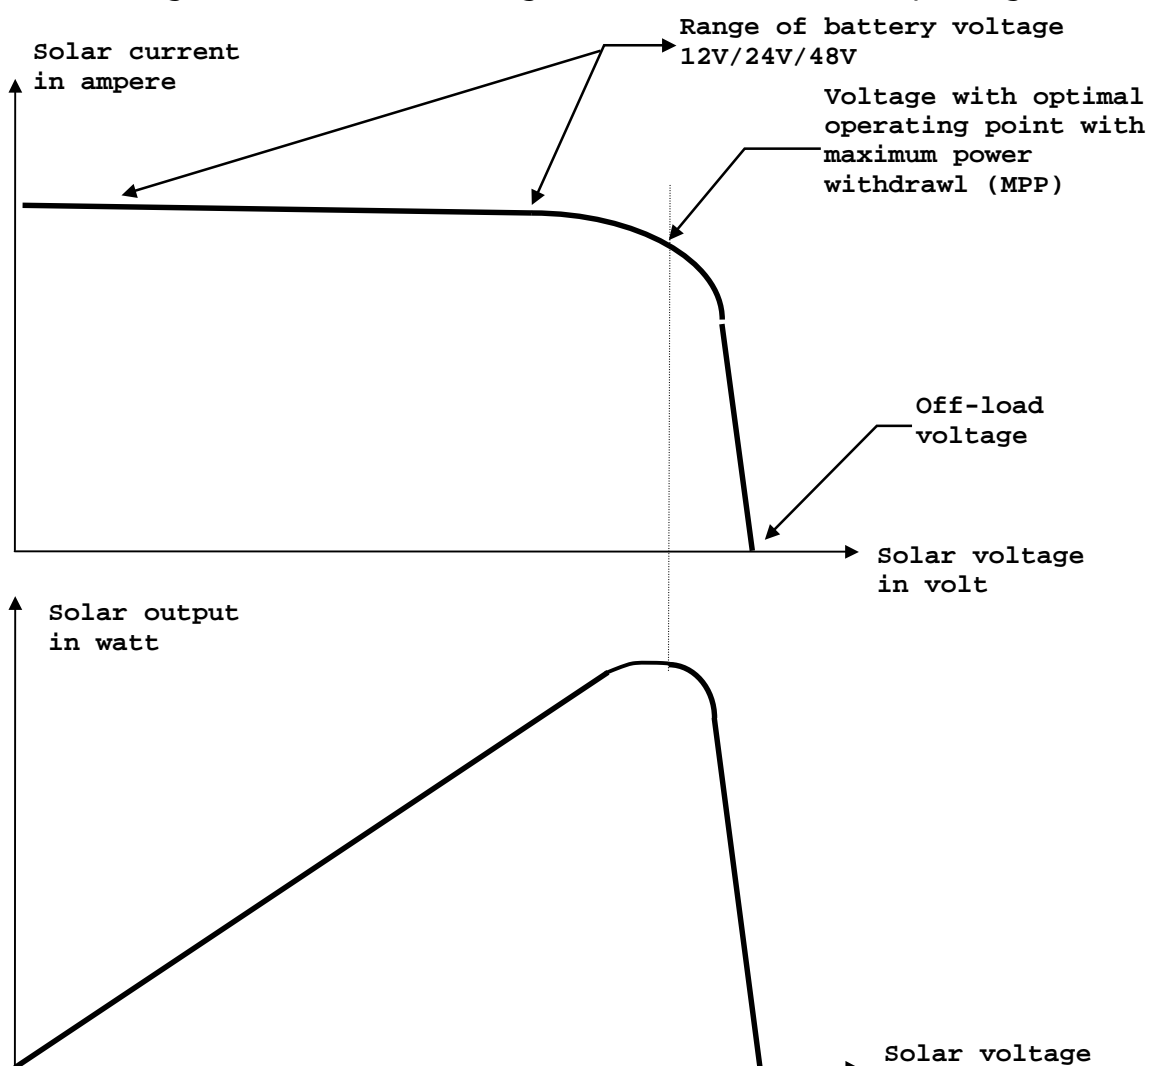 Range of battery voltage
12V/24V/48V
Solar current
in ampere
Voltage with optimal
operating point with
maximum power
withdrawl (MPP)
Off-load
voltage
Solar voltage
in volt
Solar output
in watt
Solar voltage